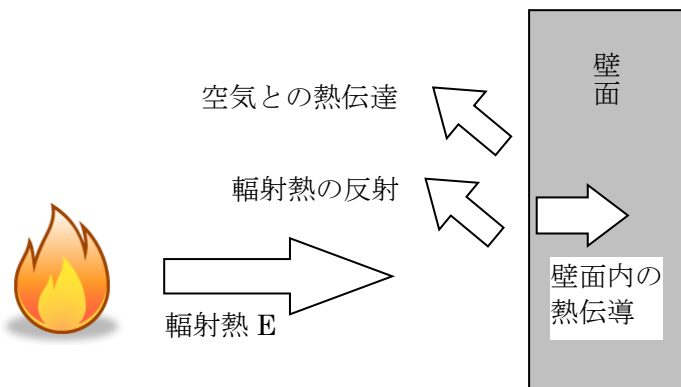 壁面
空気との熱伝達
輻射熱の反射
壁面内の
熱伝導
輻射熱 E